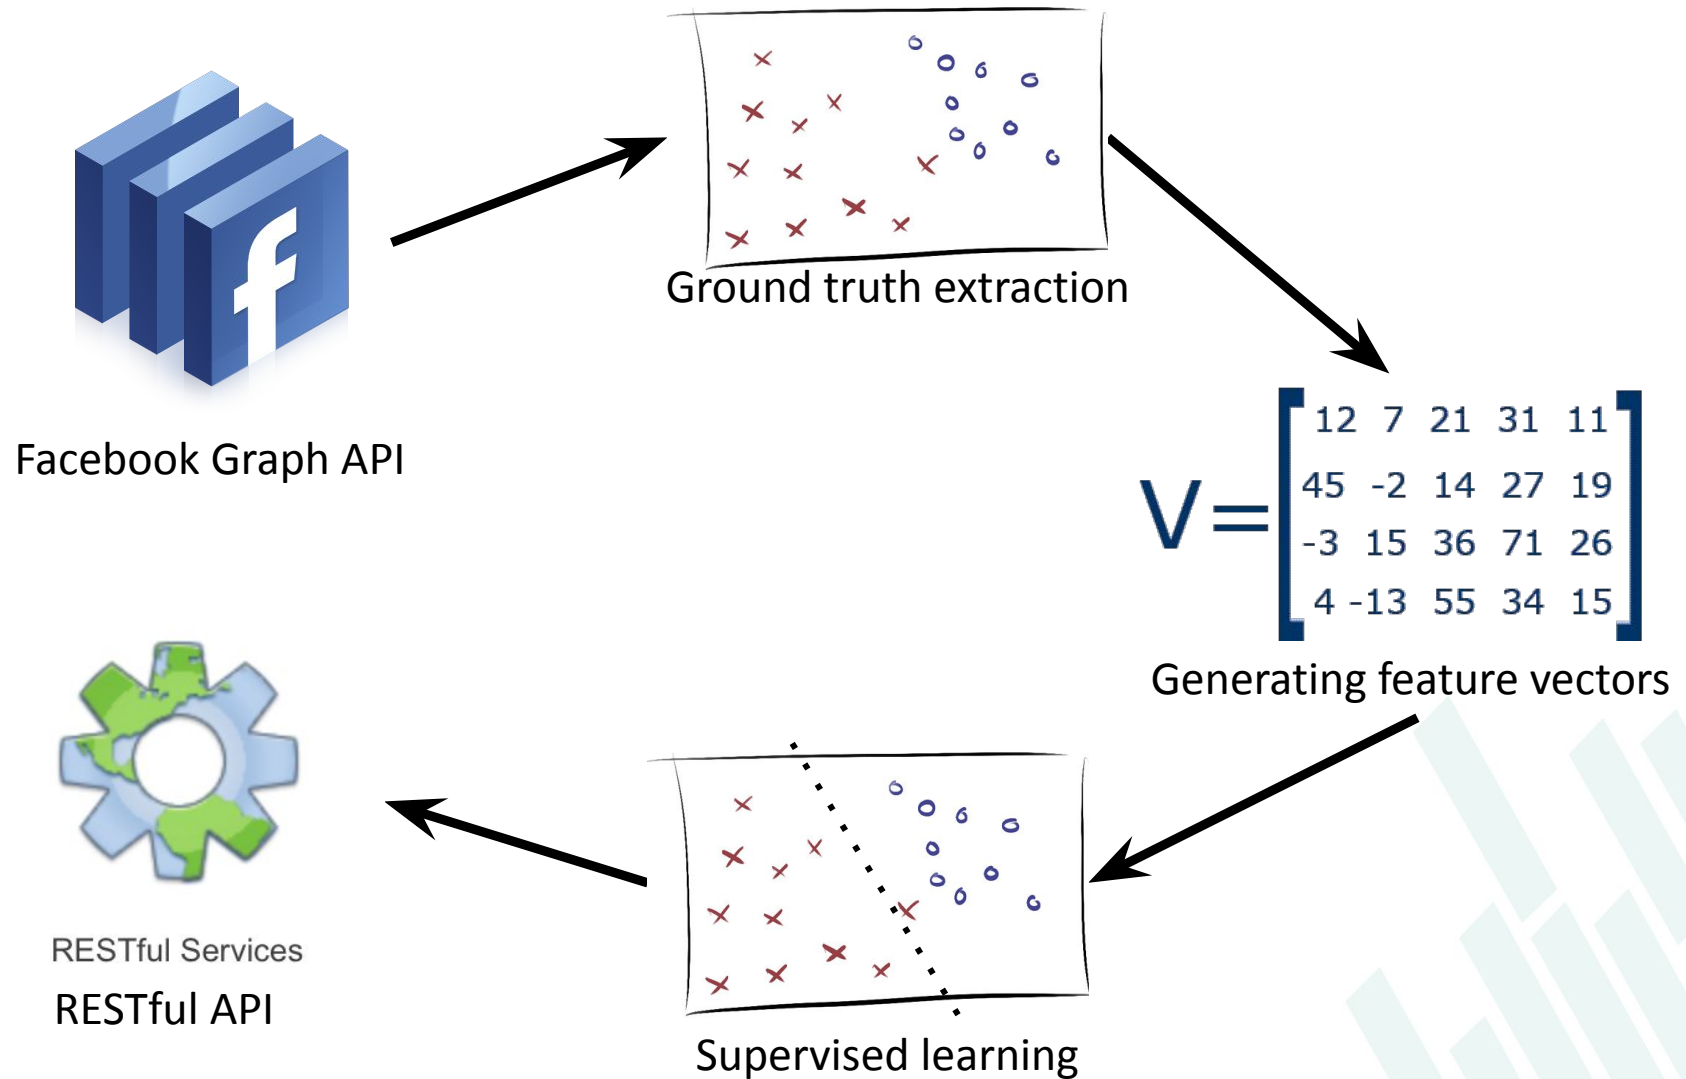 f
Facebook Graph API
Ground truth extraction
V=
12 7 21 31 11
45 -2 14 27 19
-3 15 36 71 26
4 -13 55 34 15
Generating feature vectors
Supervised learning
RESTful Services
RESTful API